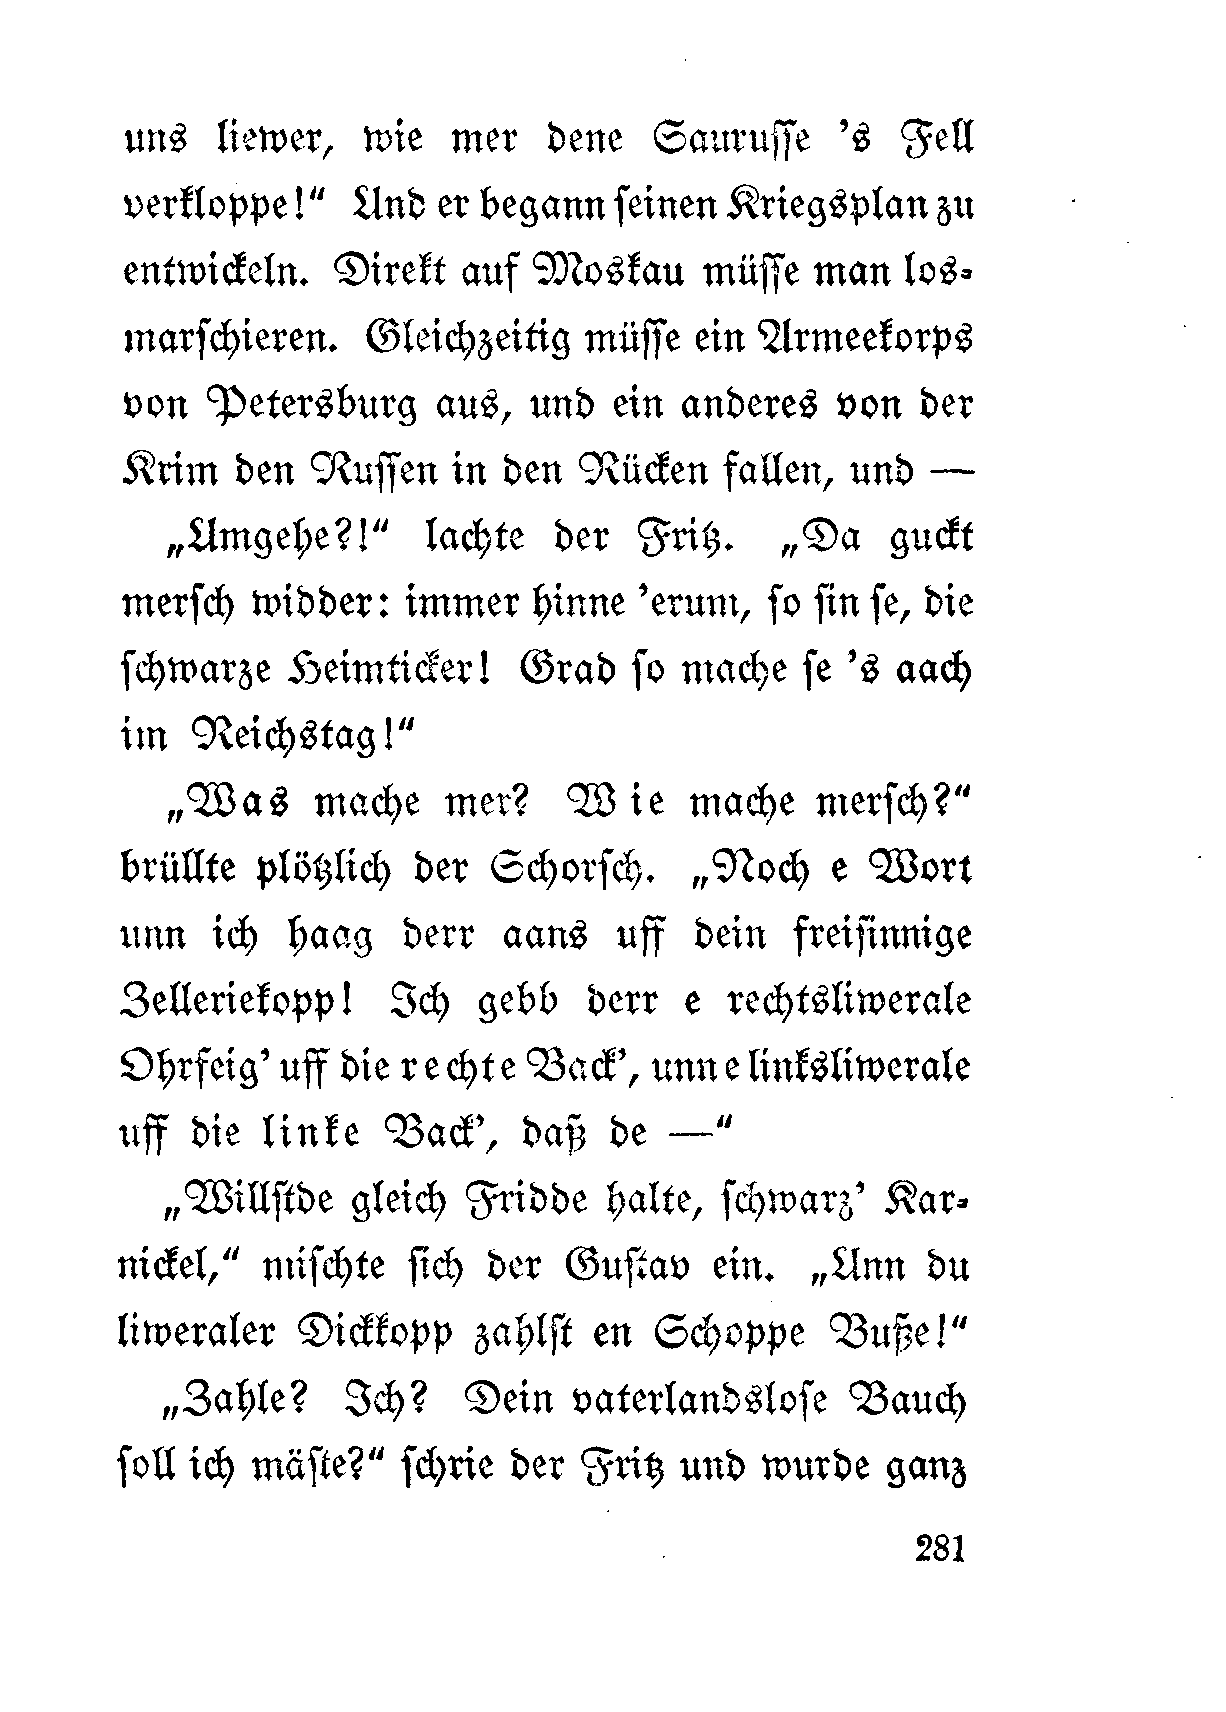 uns liewer, wie mer dene Saurusse 's Fell
verkloppe!“ Und er begann seinen Kriegsplan zu
entwickeln. Direkt auf Moskau müsse man los-
marschieren. Gleichzeitig müsse ein Armeekorps
von Petersburg aus, und ein anderes von der
Krim den Russen in den Rücken fallen, und —
„Umgehe?!“ lachte der Fritz. „Da guckt
mersch widder: immer hinne 'erum, so sin se, die
schwarze Heimticker! Grad so mache se 's aach
im Reichstag!“
„Was mache mer? Wie mache mersch?“
brüllte plötzlich der Schorsch. „Noch e Wort
unn ich haag derr aans uff dein freisinnige
Zelleriekopp! Ich gebb derr e rechtsliwerale
Ohrfeig' uff die rechte Back', unn e linksliwerale
uff die linke Back', daß de —“
„Willstde gleich Fridde halte, schwarz' Kar-
nickel,“ mischte sich der Gustav ein. „Unn du
liweraler Dickkopp zahlst en Schoppe Buße!“
„Zahle? Ich? Dein vaterlandslose Bauch
soll ich mäste?“ schrie der Fritz und wurde ganz
281